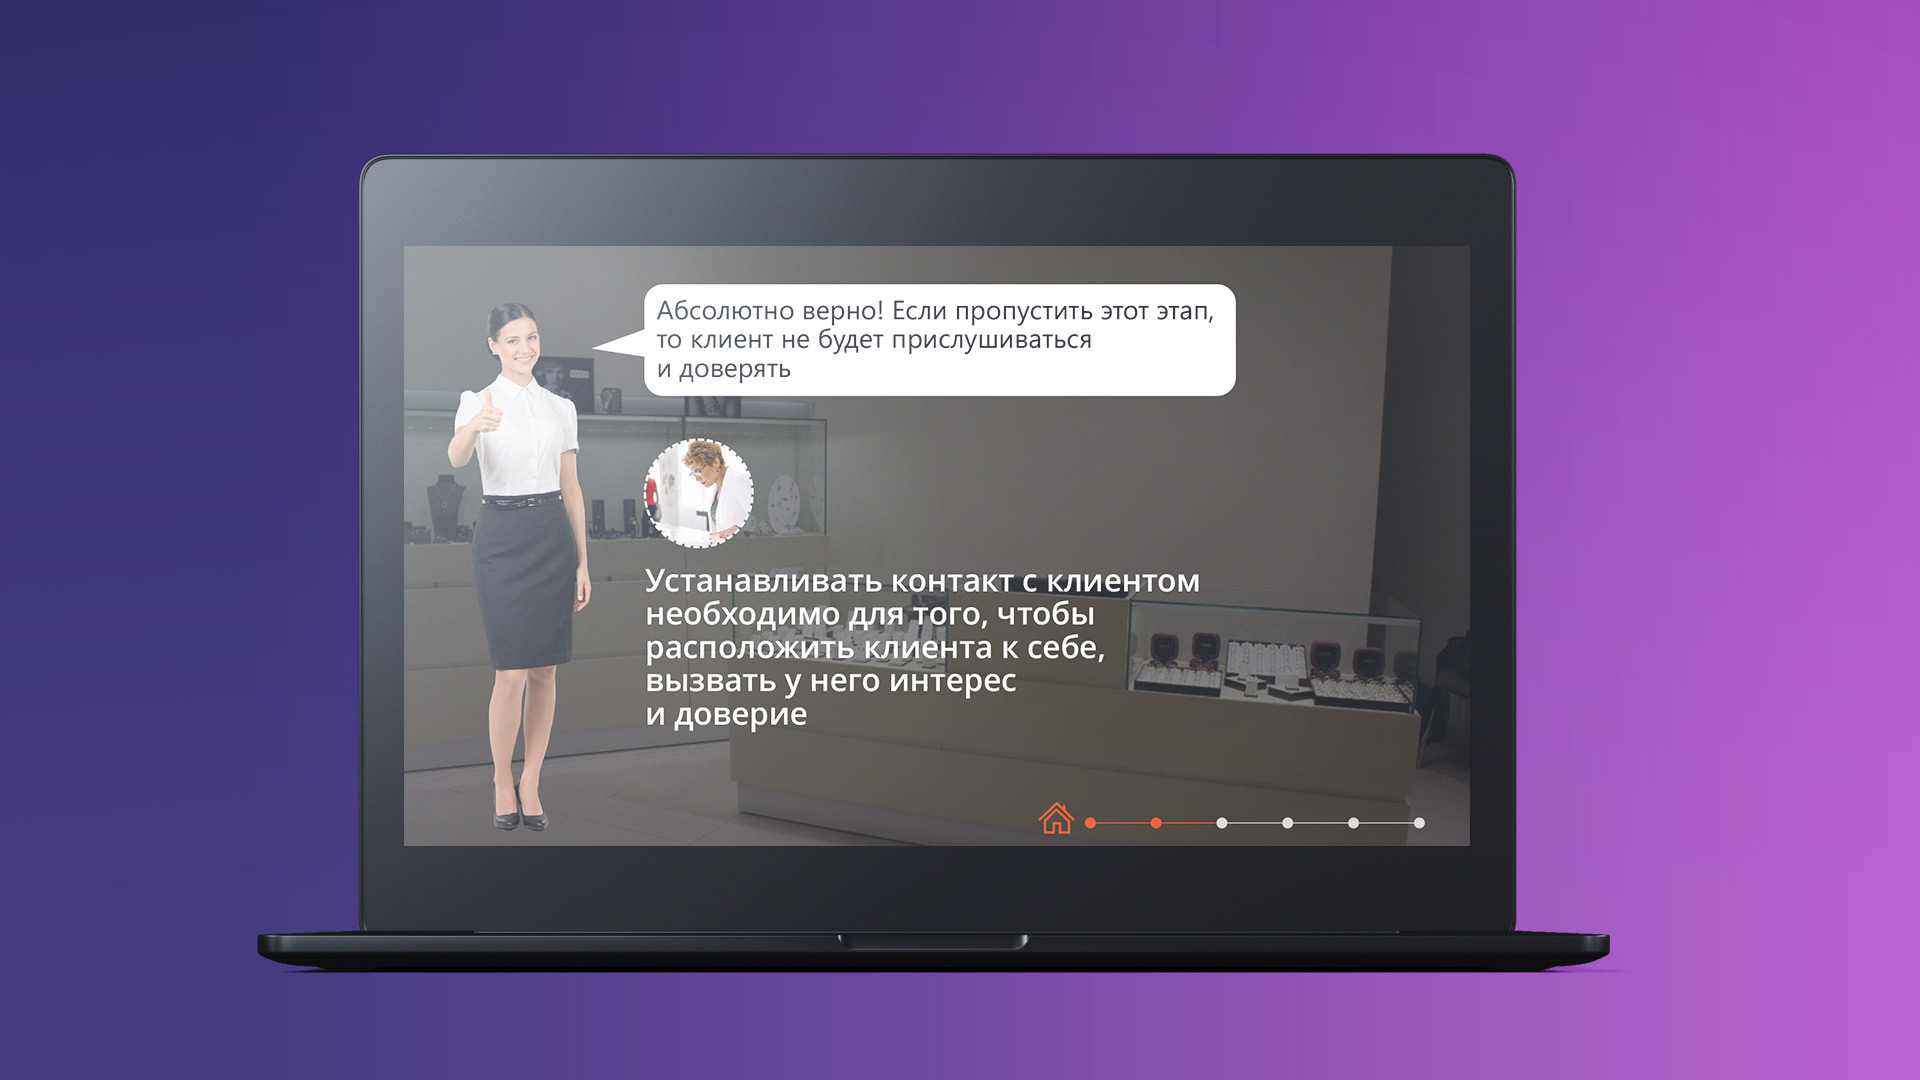 Абсолютно верно! Если пропустить этот этап,
то клиент не будет прислушиваться
и доверять
Устанавливать контакт с клиентом
необходимо для того, чтобы
расположить клиента к себе,
вызвать у него интерес
и доверие